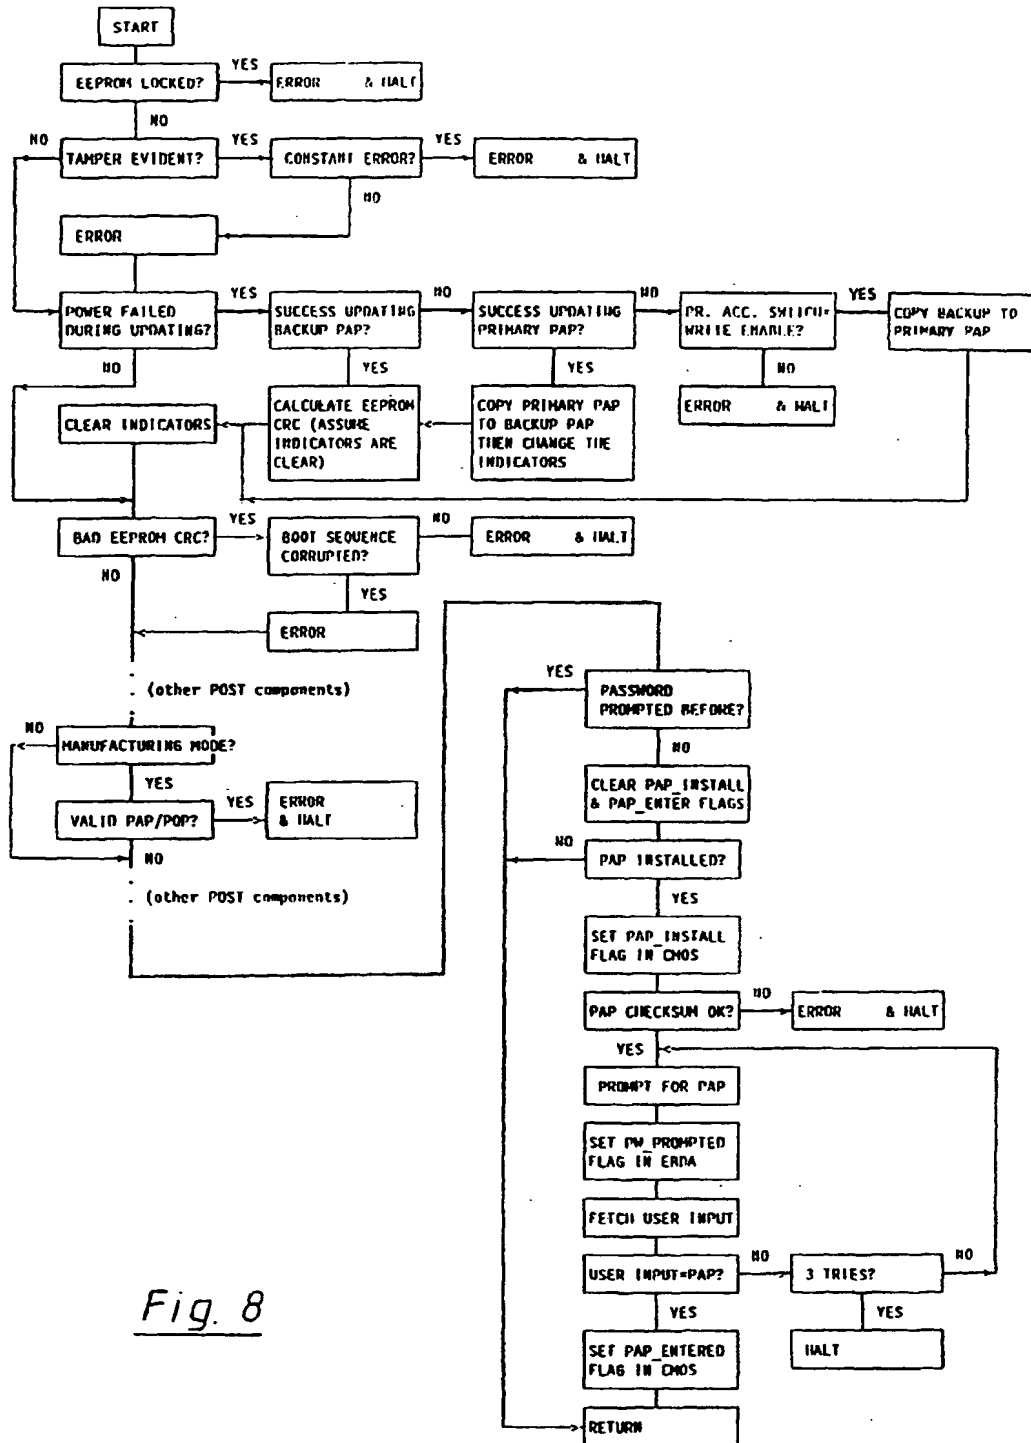 START
EEPROM LOCKED?
YES
ERROR & HALT
NO
NO
TAMPER EVIDENT?
YES
CONSTANT ERROR?
YES
ERROR & HALT
NO
ERROR
POWER FAILED
DURING UPDATING?
YES
SUCCESS UPDATING
BACKUP PAP?
NO
SUCCESS UPDATING
PRIMARY PAP?
NO
PR. ACC. SWITCH=
WRITE ENABLE?
YES
COPY BACKUP TO
PRIMARY PAP
NO
YES
YES
NO
CLEAR INDICATORS
CALCULATE EEPROM
CRC (ASSURE
INDICATORS ARE
CLEAR)
COPY PRIMARY PAP
TO BACKUP PAP
THEN CHANGE THE
INDICATORS
ERROR & HALT
BAD EEPROM CRC?
YES
BOOT SEQUENCE
CORRUPTED?
NO
ERROR & HALT
NO
YES
ERROR
(other POST components)
NO
MANUFACTURING MODE?
YES
VALID PAP/POP?
YES
ERROR
& HALT
NO
(other POST components)
YES
PASSWORD
PROMPTED BEFORE?
NO
CLEAR PAP_INSTALL
& PAP_ENTER FLAGS
NO
PAP INSTALLED?
YES
SET PAP_INSTALL
FLAG IN CMOS
PAP CHECKSUM OK?
NO
ERROR & HALT
YES
PROMPT FOR PAP
SET PW_PROMPTED
FLAG IN EBDA
FETCH USER INPUT
USER INPUT=PAP?
NO
3 TRIES?
NO
YES
YES
SET PAP_ENTERED
FLAG IN CMOS
HALT
RETURN
Fig. 8